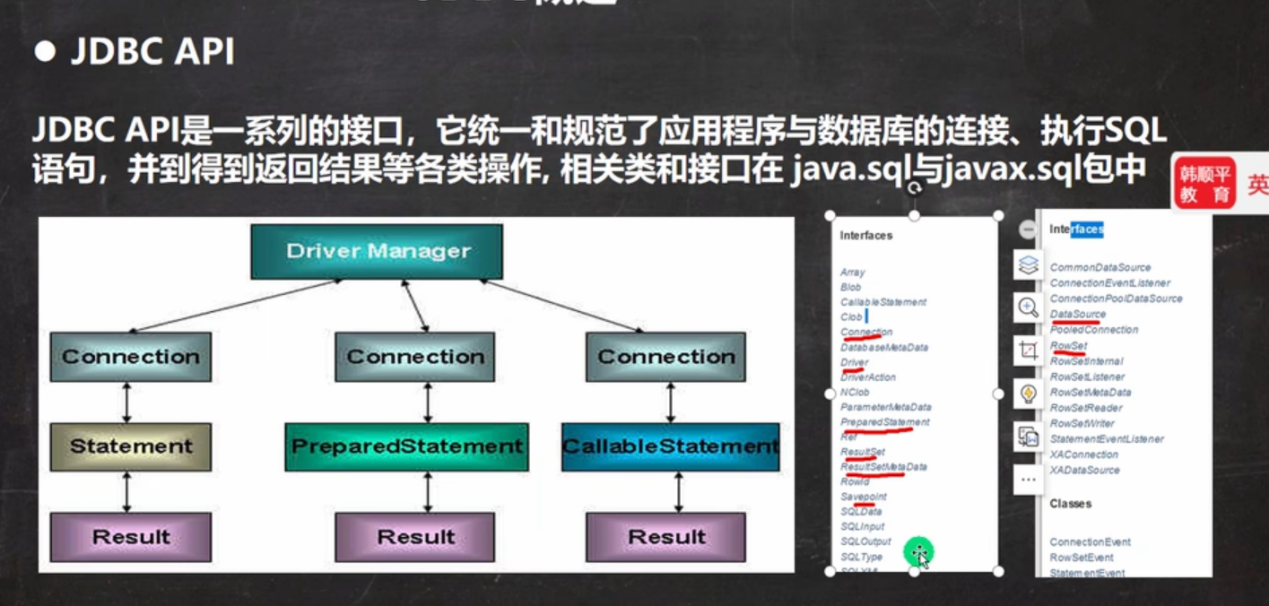 ● JDBC API
JDBC API是一系列的接口，它统一和规范了应用程序与数据库的连接、执行SQL
语句，并到得到返回结果等各类操作, 相关类和接口在 java.sql与javax.sql包中
韩顺平
教 育
英
Driver Manager
Connection
Connection
Connection
Statement
PreparedStatement
CallableStatement
Result
Result
Result
Interfaces
Array
Blob
CallableStatement
Clob
Connection
DatabaseMetaData
Driver
DriverAction
NClob
ParameterMetaData
PreparedStatement
Ref
ResultSet
ResultSetMetaData
RowId
Savepoint
SQLData
SQLInput
SQLOutput
SQLType
Interfaces
CommonDataSource
ConnectionEventListener
ConnectionPoolDataSource
DataSource
PooledConnection
RowSet
RowSetInternal
RowSetListener
RowSetMetaData
RowSetReader
RowSetWriter
StatementEventListener
XAConnection
XADataSource
Classes
ConnectionEvent
RowSetEvent
StatementEvent